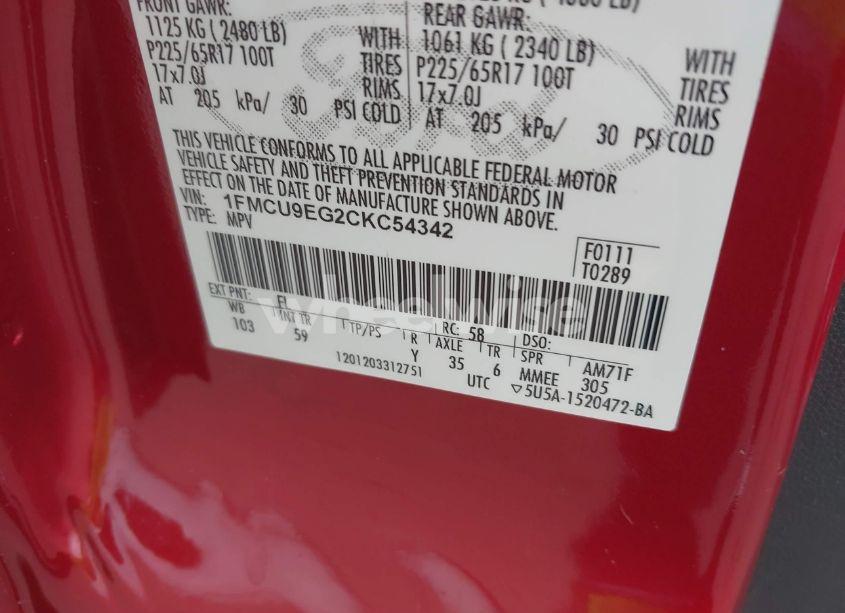 FRONT GAWR:
1125 KG ( 2480 LB) WITH
P225/65R17 100T TIRES
17x7.0J RIMS
AT 205 kPa/ 30 PSI COLD
REAR GAWR:
1061 KG ( 2340 LB) WITH
P225/65R17 100T TIRES
17x7.0J RIMS
AT 205 kPa/ 30 PSI COLD
Ford
THIS VEHICLE CONFORMS TO ALL APPLICABLE FEDERAL MOTOR
VEHICLE SAFETY AND THEFT PREVENTION STANDARDS IN
EFFECT ON THE DATE OF MANUFACTURE SHOWN ABOVE.
VIN: 1FMCU9EG2CKC54342
TYPE: MPV
F0111
T0289
EXT PNT: FL RC: 58 DSO:
WB INT TR TP/PS R AXLE TR SPR AM71F
103 59 Y 35 6 MMEE 305
1201203312751 UTC ▽5U5A-1520472-BA
wheelwise